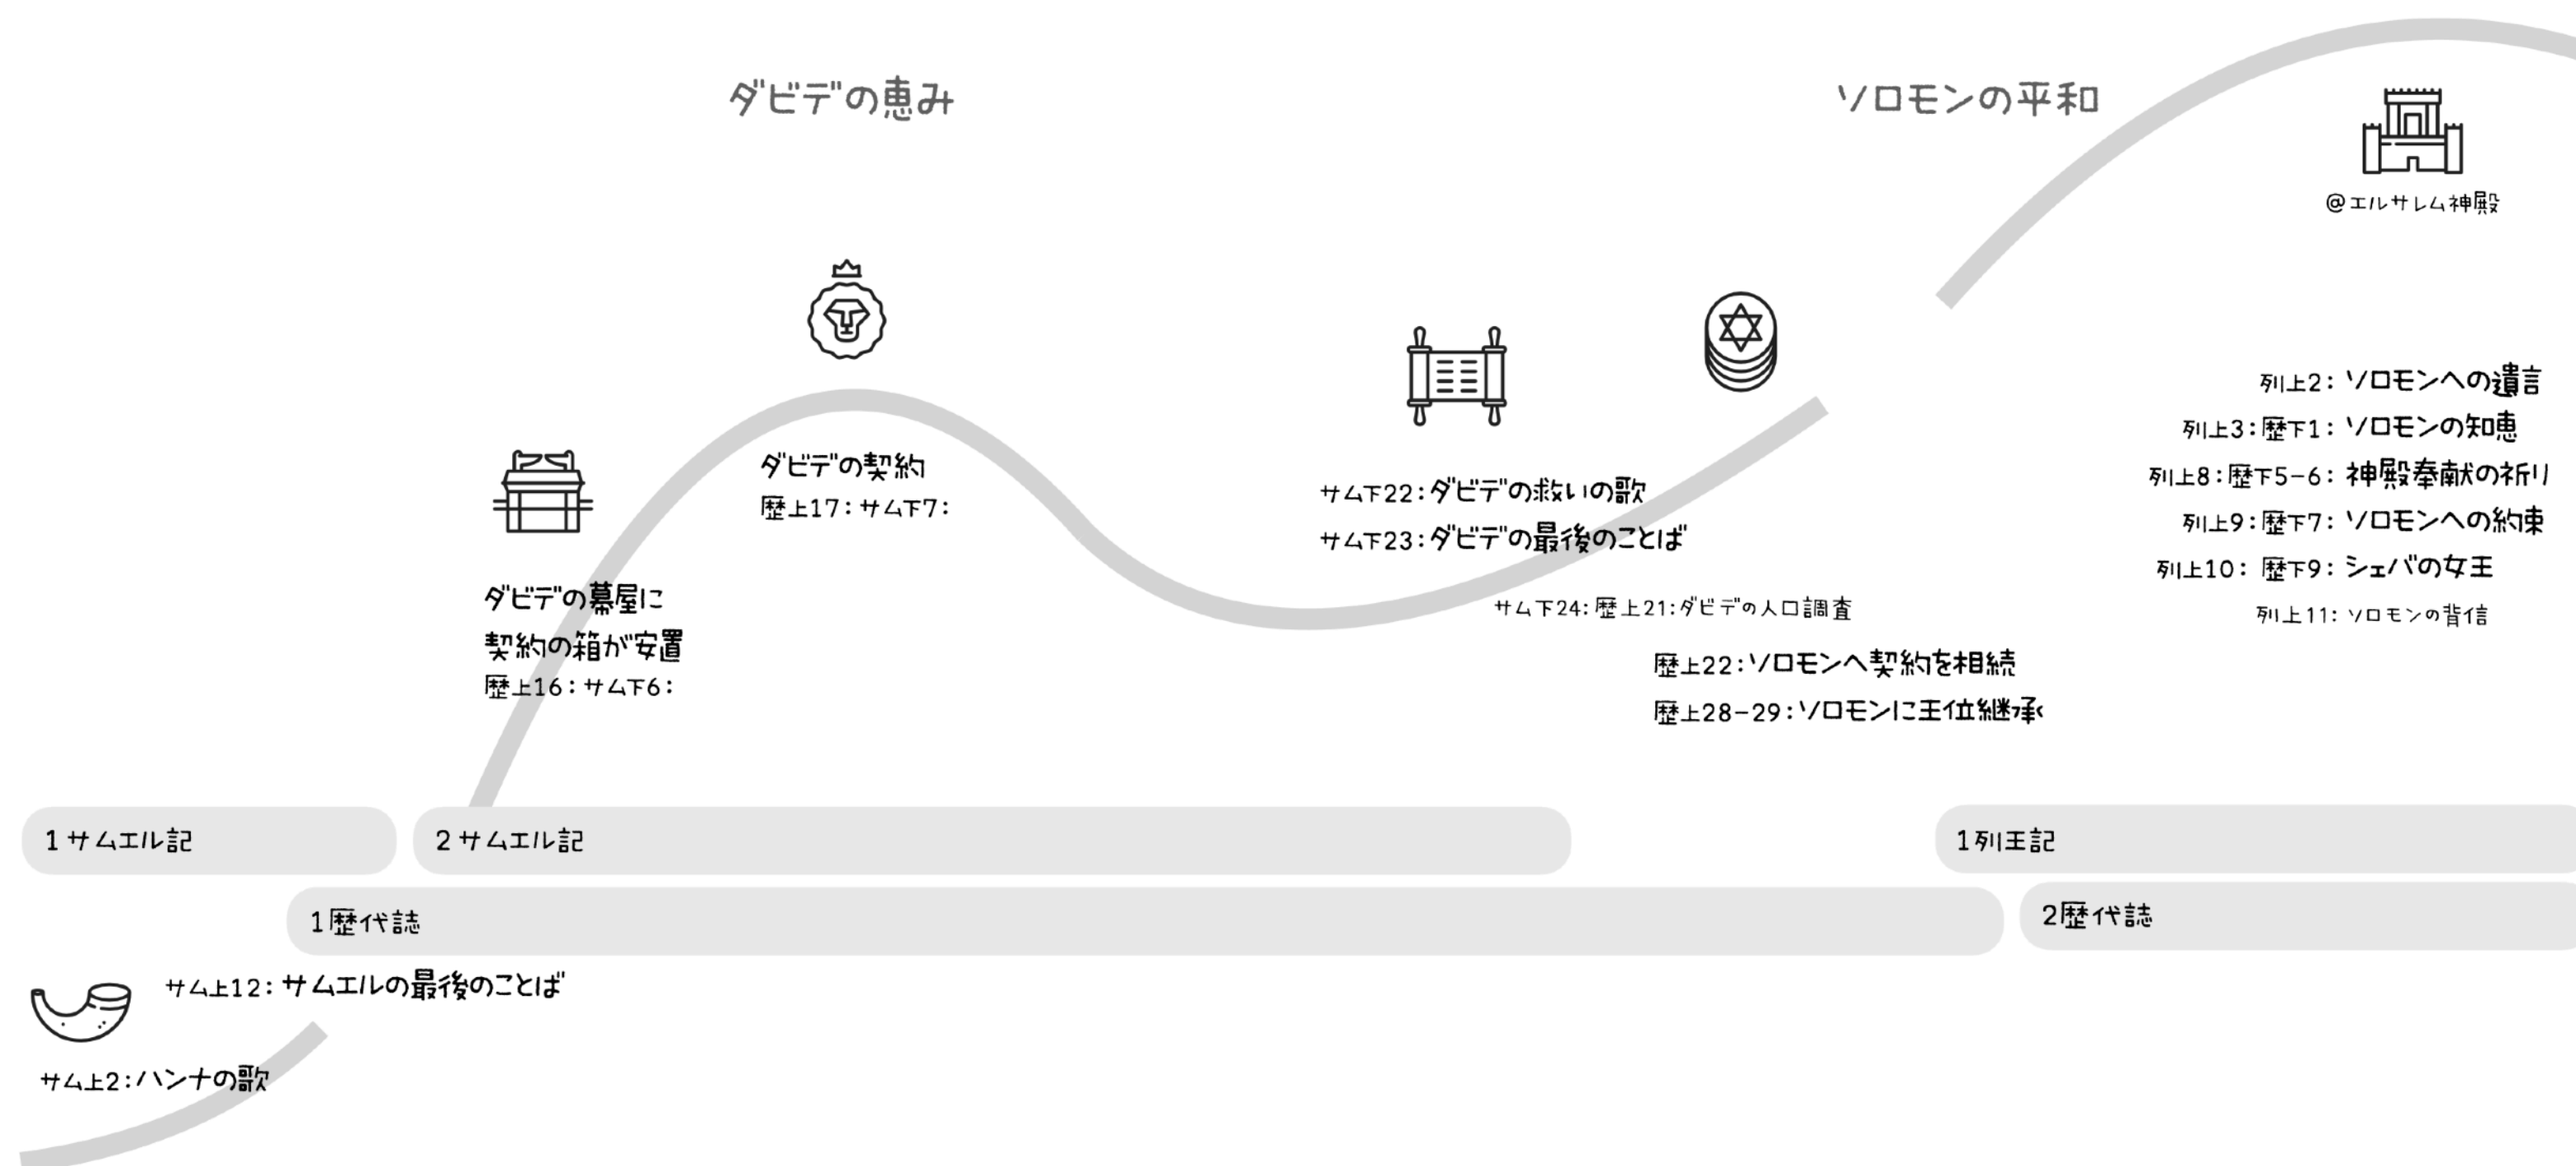 ダビデの恵み
ソロモンの平和
@エルサレム神殿
ダビデの契約
歴上17:サム下7:
ダビデの幕屋に
契約の箱が安置
歴上16:サム下6:
サム下22:ダビデの救いの歌
サム下23:ダビデの最後のことば
サム下24:歴上21:ダビデの人口調査
歴上22:ソロモンへ契約を相続
歴上28-29:ソロモンに王位継承
列上2: ソロモンへの遺言
列上3:歴下1: ソロモンの知恵
列上8:歴下5-6: 神殿奉献の祈り
列上9:歴下7: ソロモンへの約束
列上10: 歴下9: シェバの女王
列上11: ソロモンの背信
1サムエル記
2サムエル記
1列王記
1歴代誌
2歴代誌
サム上12: サムエルの最後のことば
サム上2:ハンナの歌